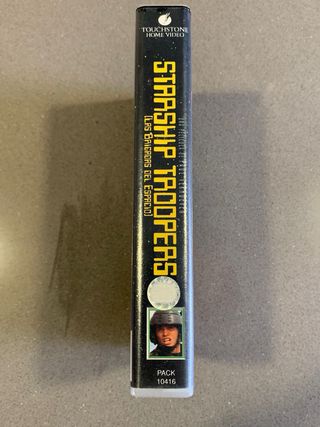 TOUCHSTONE
HOME VIDEO
STARSHIP TROOPERS
(LAS BRIGADAS DEL ESPACIO)
PACK
10416